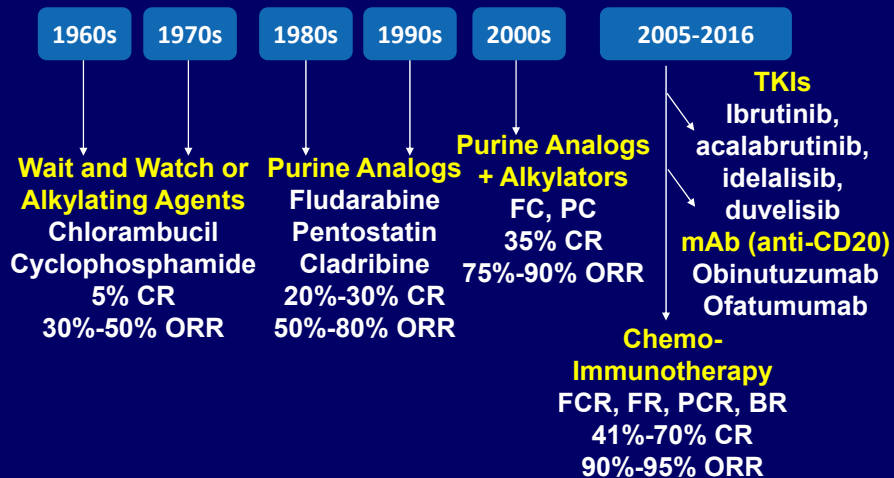 1960s
1970s
1980s
1990s
2000s
2005-2016
Wait and Watch or
Alkylating Agents
Chlorambucil
Cyclophosphamide
5% CR
30%-50% ORR
Purine Analogs
Fludarabine
Pentostatin
Cladribine
20%-30% CR
50%-80% ORR
Purine Analogs
+ Alkylators
FC, PC
35% CR
75%-90% ORR
TKIs
Ibrutinib,
acalabrutinib,
idelalisib,
duvelisib
mAb (anti-CD20)
Obinutuzumab
Ofatumumab
Chemo-
Immunotherapy
FCR, FR, PCR, BR
41%-70% CR
90%-95% ORR